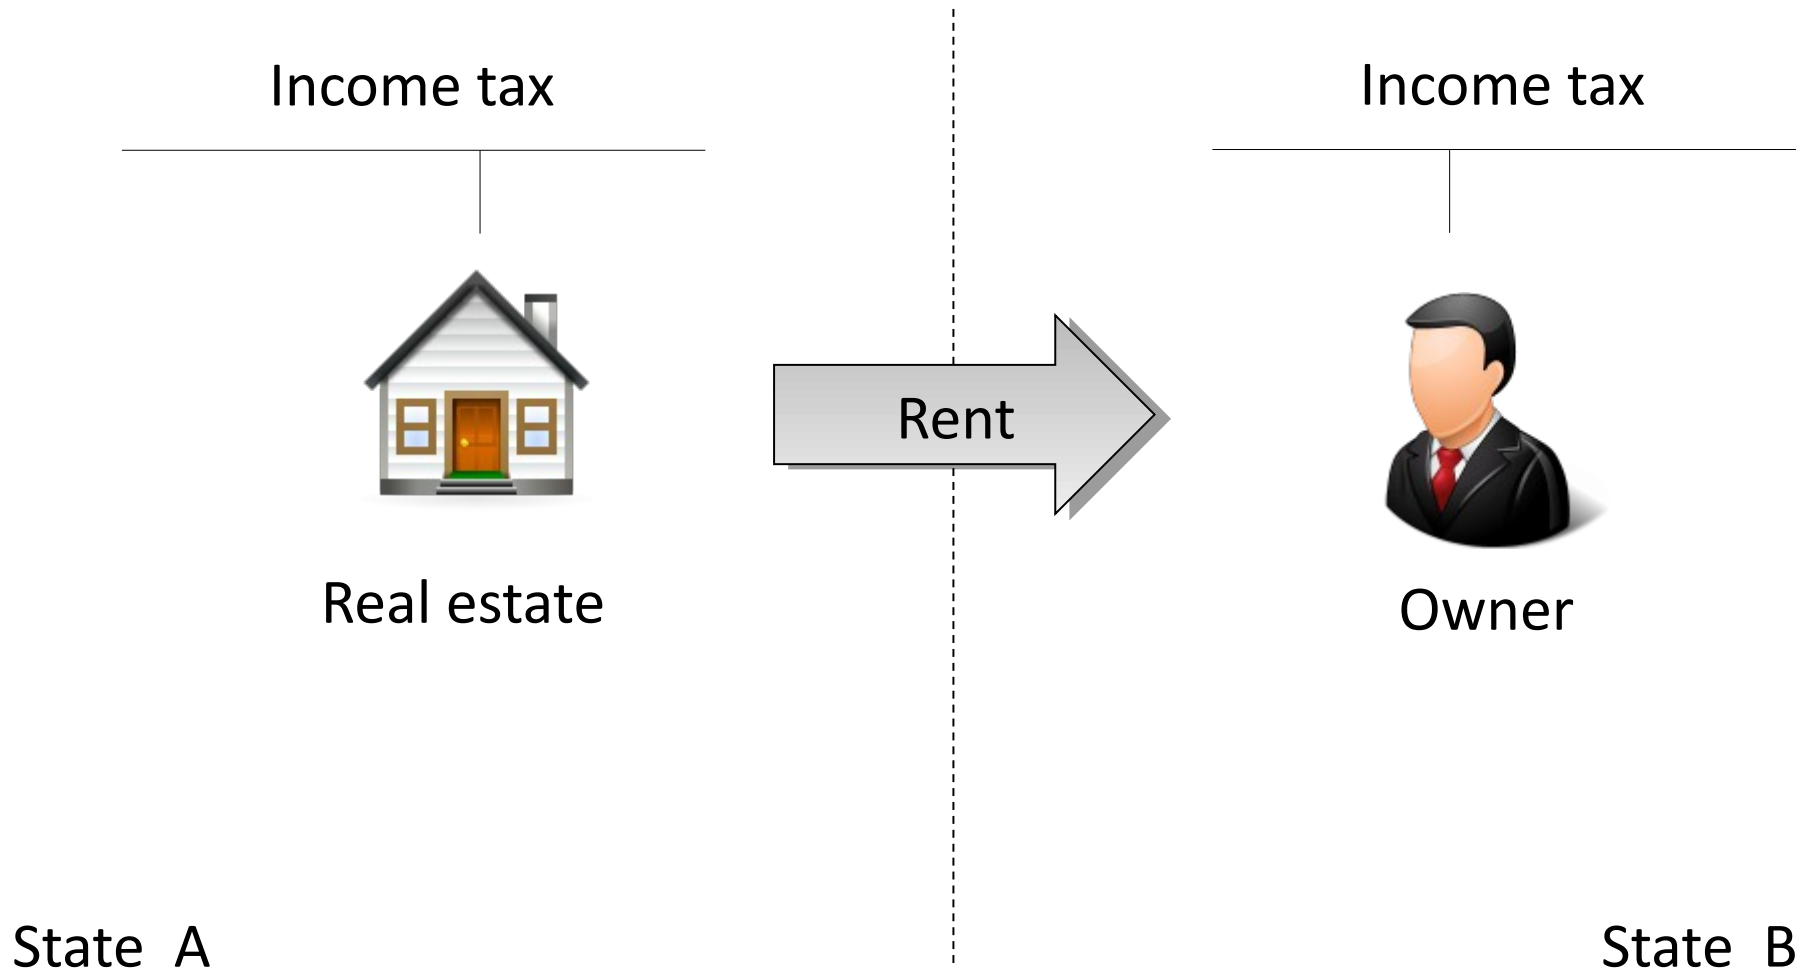 Income tax
Income tax
Rent
Real estate
Owner
State A
State B